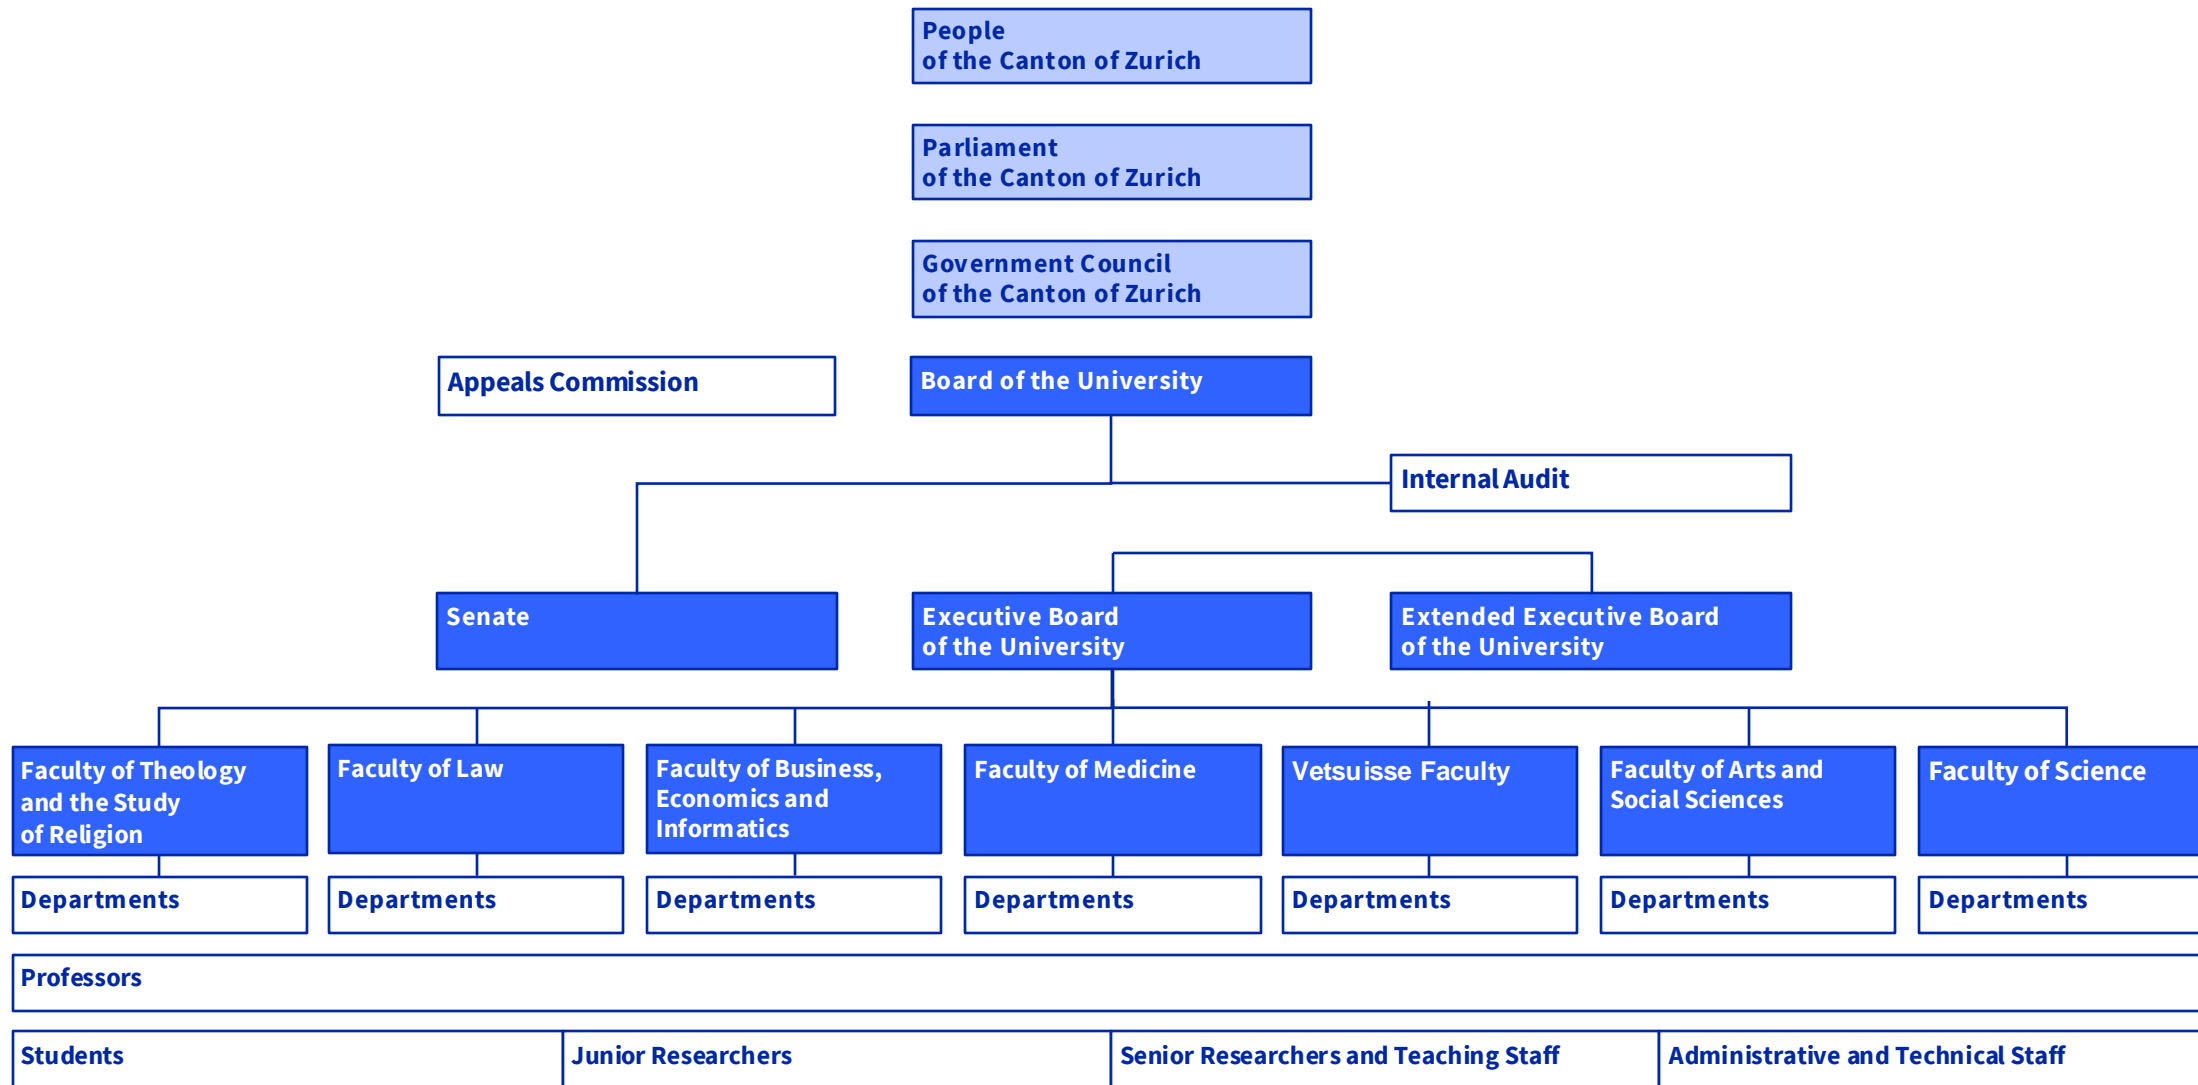 People
of the Canton of Zurich
Parliament
of the Canton of Zurich
Government Council
of the Canton of Zurich
Appeals Commission
Board of the University
Internal Audit
Senate
Executive Board
of the University
Extended Executive Board
of the University
Faculty of Theology
and the Study
of Religion
Faculty of Law
Faculty of Business,
Economics and
Informatics
Faculty of Medicine
Vetsuisse Faculty
Faculty of Arts and
Social Sciences
Faculty of Science
Departments
Departments
Departments
Departments
Departments
Departments
Departments
Professors
Students
Junior Researchers
Senior Researchers and Teaching Staff
Administrative and Technical Staff